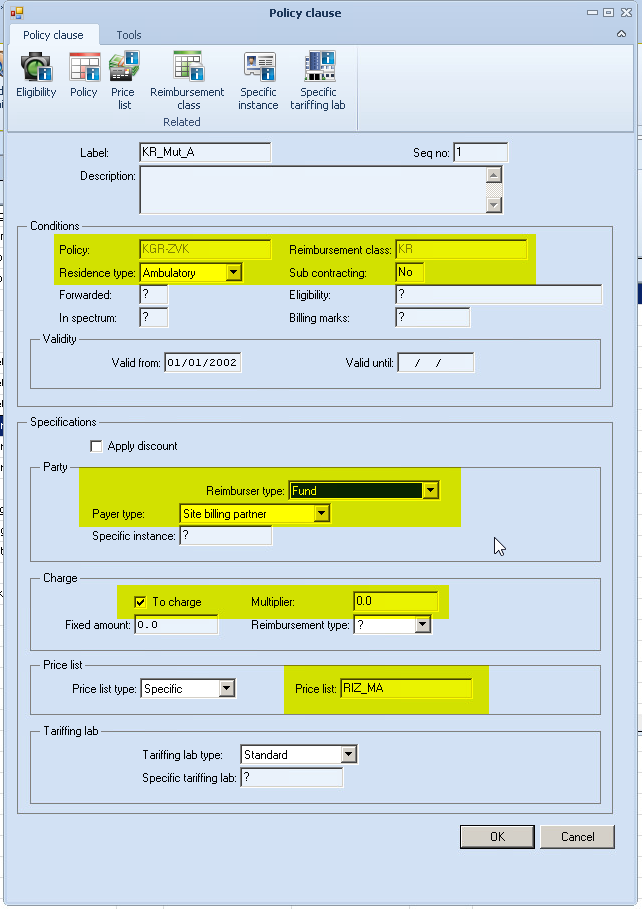 Policy clause
Policy clause Tools
Eligibility Policy Price list Reimbursement class Specific instance Specific tariffing lab
Related
Label: KR_Mut_A Seq no: 1
Description:
Conditions
Policy: KGR-ZVK Reimbursement class: KR
Residence type: Ambulatory Sub contracting: No
Forwarded: ? Eligibility: ?
In spectrum: ? Billing marks: ?
Validity
Valid from: 01/01/2002 Valid until: / /
Specifications
Apply discount
Party
Reimburser type: Fund
Payer type: Site billing partner
Specific instance: ?
Charge
To charge Multiplier: 0.0
Fixed amount: 0.0 Reimbursement type: ?
Price list
Price list type: Specific Price list: RIZ_MA
Tariffing lab
Tariffing lab type: Standard
Specific tariffing lab: ?
OK Cancel